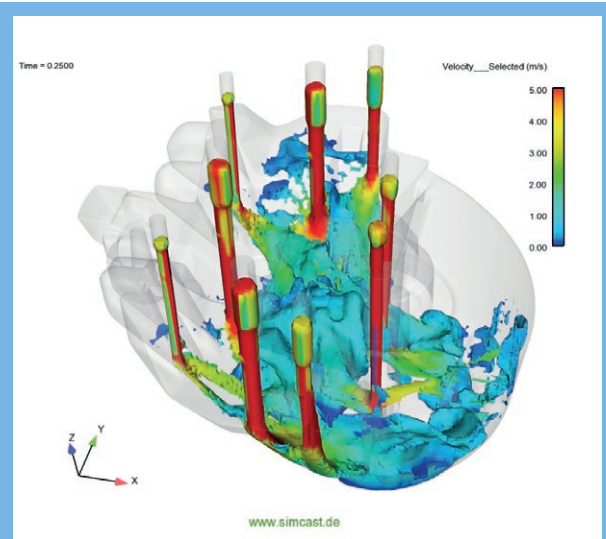 Time = 0.2500
Velocity___Selected (m/s)
5.00
4.00
3.00
2.00
1.00
0.00
Z
Y
X
www.simcast.de